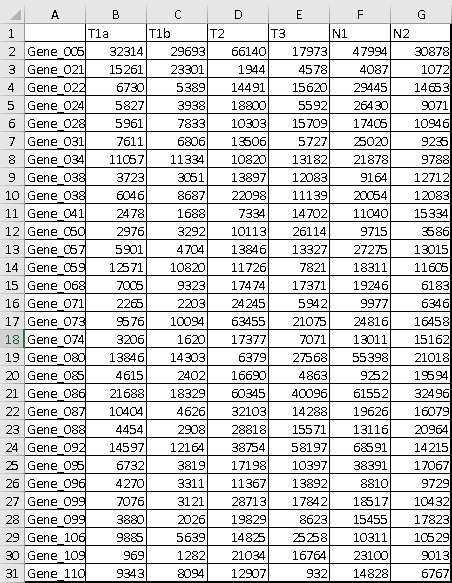 A B C D E F G
1 T1a T1b T2 T3 N1 N2
2 Gene_005 32314 29693 66140 17973 47994 30878
3 Gene_021 15261 23301 1944 4578 4087 1072
4 Gene_022 6730 5389 14491 15620 29445 14653
5 Gene_024 5827 3938 18800 5592 26430 9071
6 Gene_028 5961 7833 10303 15709 17405 10946
7 Gene_031 7611 6806 13506 5727 25020 9235
8 Gene_034 11057 11334 10820 13182 21878 9788
9 Gene_038 3723 3051 13897 12083 9164 12712
10 Gene_038 6046 8687 22098 11139 20054 12083
11 Gene_041 2478 1688 7334 14702 11040 15334
12 Gene_050 2976 3292 10113 26114 9715 3586
13 Gene_057 5901 4704 13846 13327 27275 13015
14 Gene_059 12571 10820 11726 7821 18311 11605
15 Gene_068 7005 9323 17474 17371 19246 6183
16 Gene_071 2265 2203 24245 5942 9977 6346
17 Gene_073 9576 10094 63455 21075 24816 16458
18 Gene_074 3206 1620 17377 7071 13011 15162
19 Gene_080 13846 14303 6379 27568 55398 21018
20 Gene_085 4615 2402 16690 4863 9252 19594
21 Gene_086 21688 18329 60345 40096 61552 32496
22 Gene_087 10404 4626 32103 14288 19626 16079
23 Gene_088 4454 2908 28818 15571 13116 20964
24 Gene_092 14597 12164 38754 58197 68591 14215
25 Gene_095 6732 3819 17198 10397 38391 17067
26 Gene_096 4270 3311 11367 13892 8810 9729
27 Gene_099 7076 3121 28713 17842 18517 10432
28 Gene_099 3880 2026 19829 8623 15455 17823
29 Gene_106 9885 5639 14825 25258 10311 10529
30 Gene_109 969 1282 21034 16764 23100 9013
31 Gene_110 9343 8094 12907 932 14828 6767